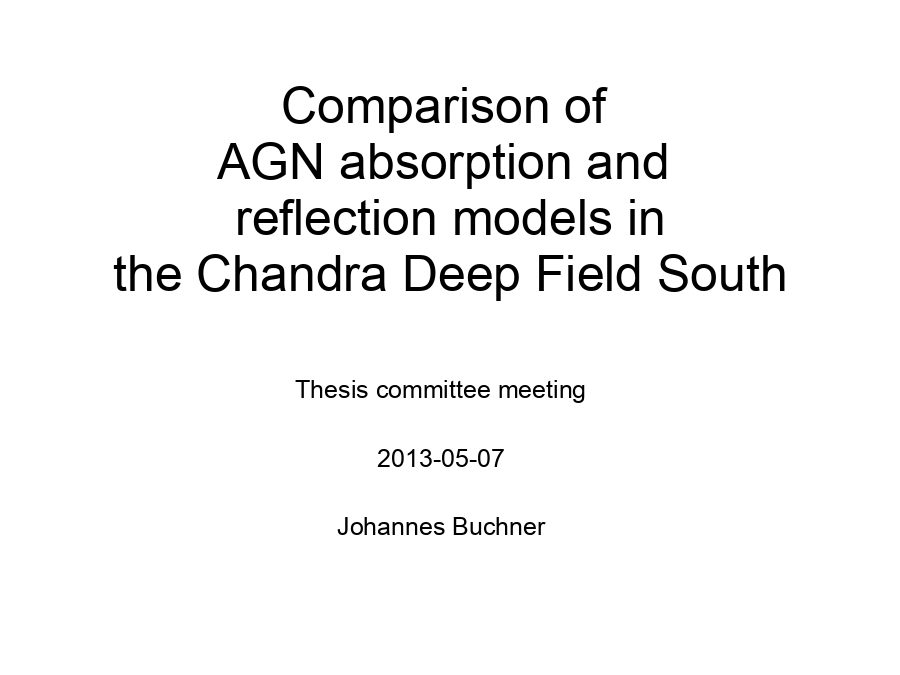 Comparison of
AGN absorption and
reflection models in
the Chandra Deep Field South
Thesis committee meeting
2013-05-07
Johannes Buchner